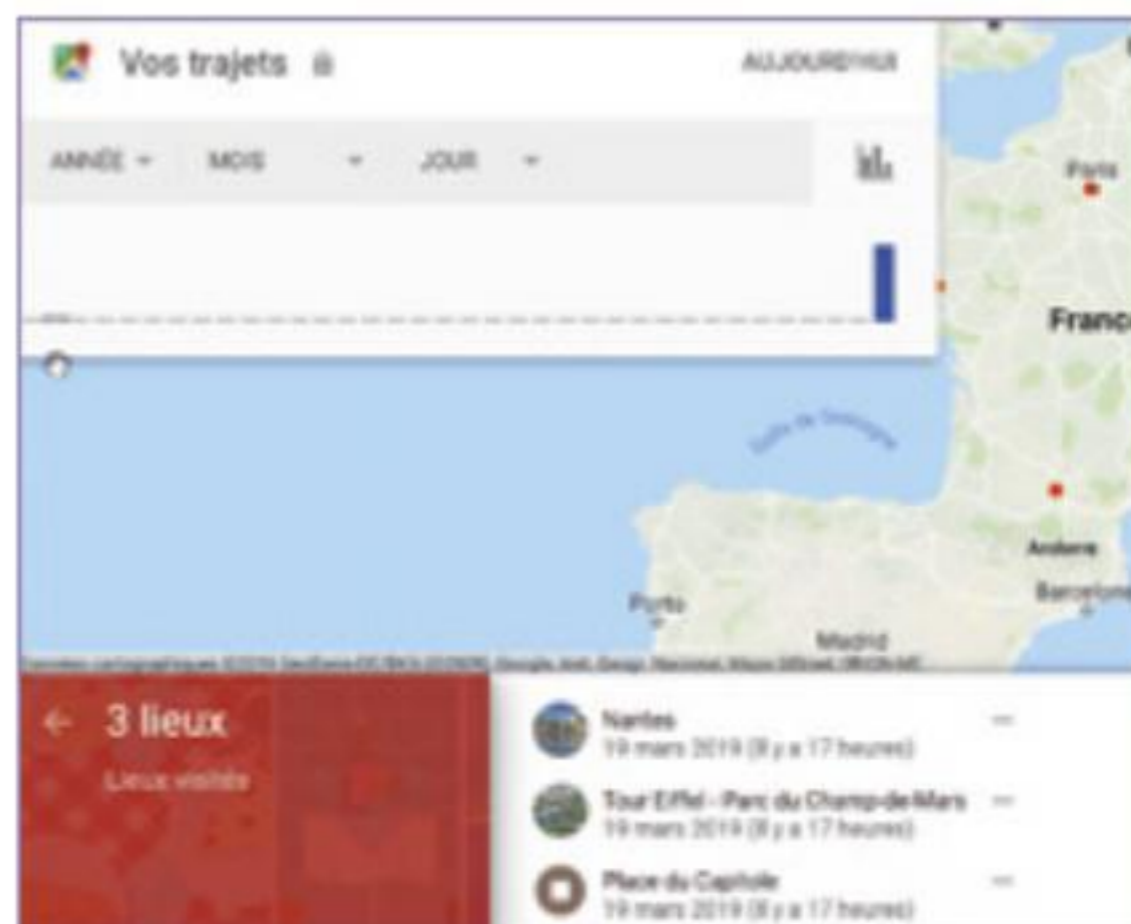 Vos trajets
AUJOURD'HUI
ANNÉE
MOIS
JOUR
Paris
France
Andorre
Barcelone
Porto
Madrid
3 lieux
Lieux visités
Nantes
19 mars 2019 (Il y a 17 heures)
Tour Eiffel - Parc du Champ-de-Mars
19 mars 2019 (Il y a 17 heures)
Place du Capitole
19 mars 2019 (Il y a 17 heures)